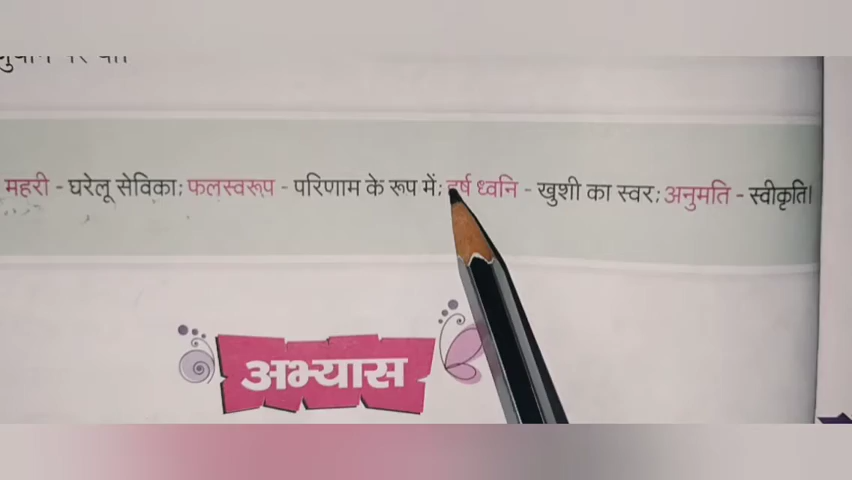 महरी - घरेलू सेविका; फलस्वरूप - परिणाम के रूप में; हर्ष ध्वनि - खुशी का स्वर; अनुमति - स्वीकृति।
अभ्यास